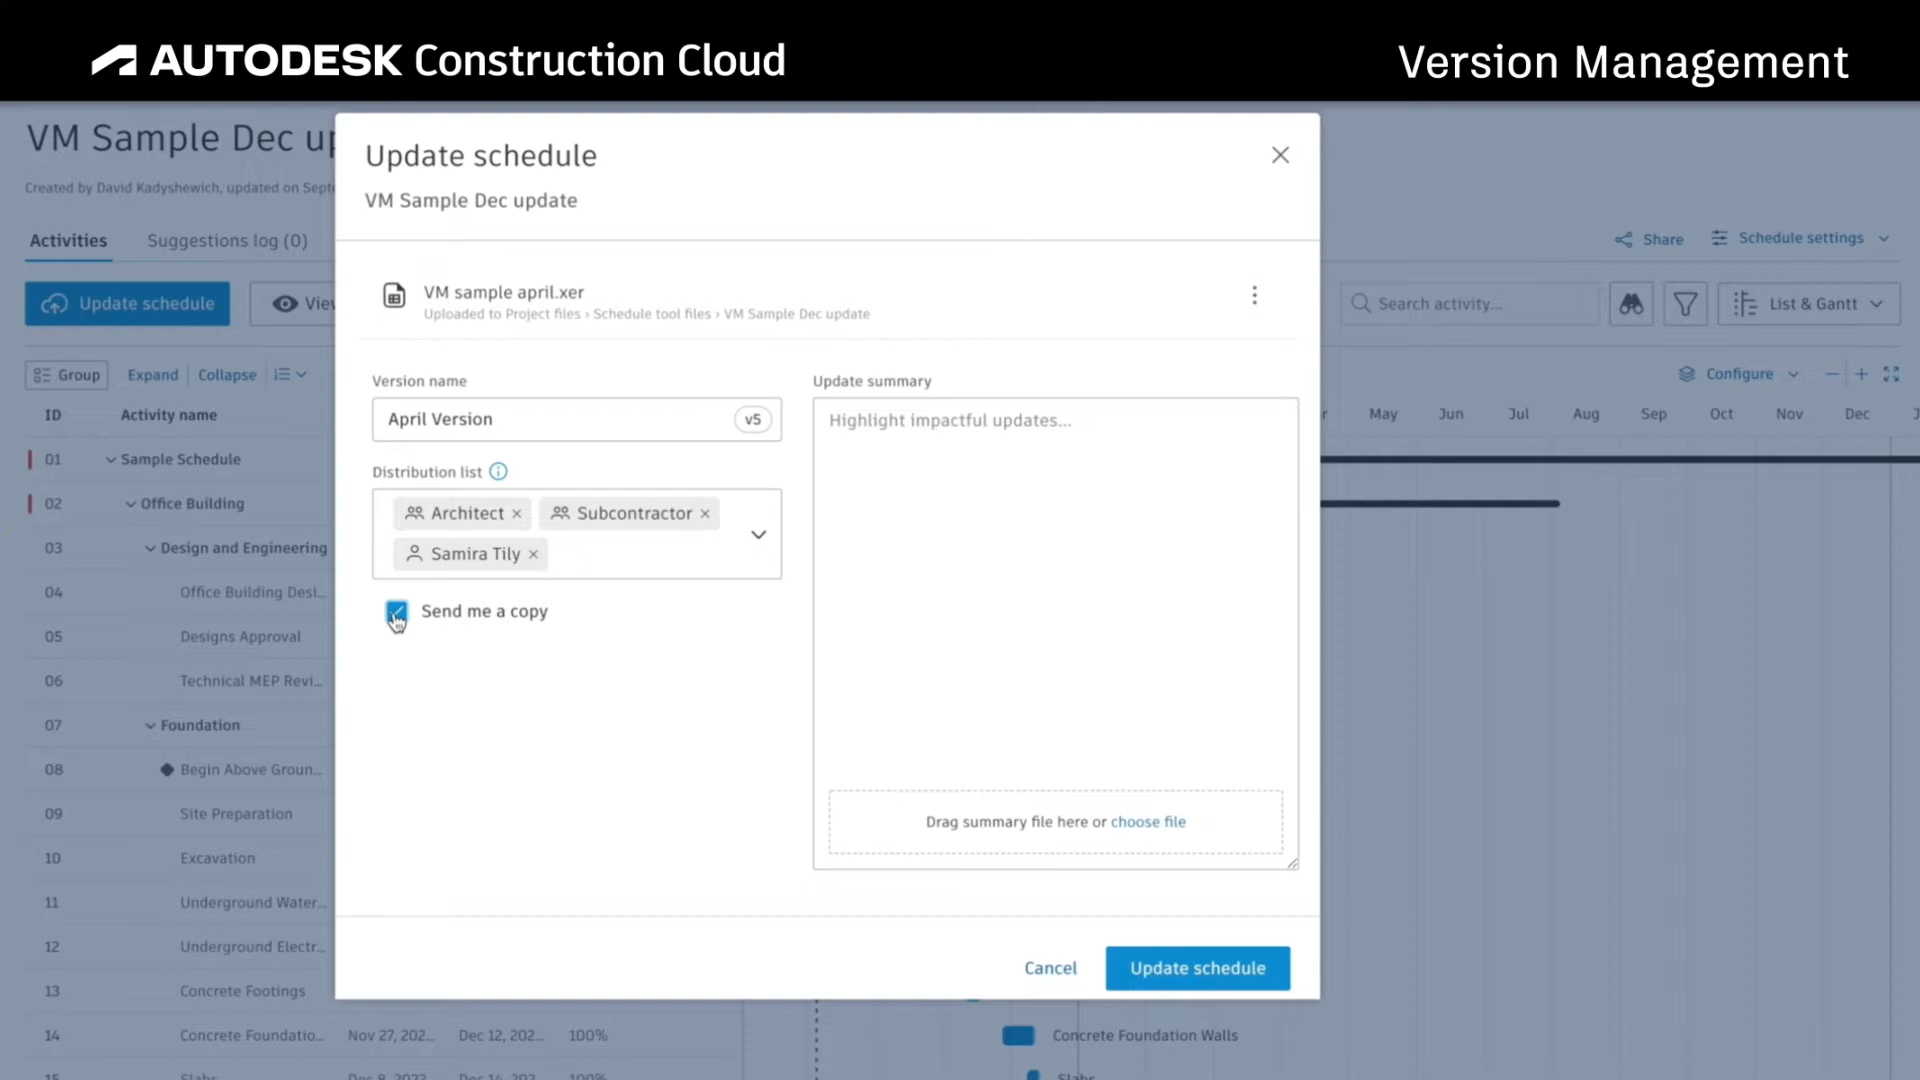 AUTODESK Construction Cloud
Version Management
VM Sample Dec up
Created by David Kadyshewich, updated on Septe
Activities
Suggestions log (0)
Share
Schedule settings
Update schedule
View
Search activity...
List & Gantt
Group
Expand
Collapse
Configure
ID
Activity name
May
Jun
Jul
Aug
Sep
Oct
Nov
Dec
01
Sample Schedule
02
Office Building
03
Design and Engineering
04
Office Building Desi...
05
Designs Approval
06
Technical MEP Revi...
07
Foundation
08
Begin Above Groun...
09
Site Preparation
10
Excavation
11
Underground Water...
12
Underground Electr...
13
Concrete Footings
14
Concrete Foundatio...
Nov 27, 202...
Dec 12, 202...
100%
Concrete Foundation Walls
15
Slabs
100%
Slabs
Update schedule
VM Sample Dec update
VM sample april.xer
Uploaded to Project files › Schedule tool files › VM Sample Dec update
Version name
April Version
v5
Distribution list
Architect
Subcontractor
Samira Tily
Send me a copy
Update summary
Highlight impactful updates...
Drag summary file here or choose file
Cancel
Update schedule